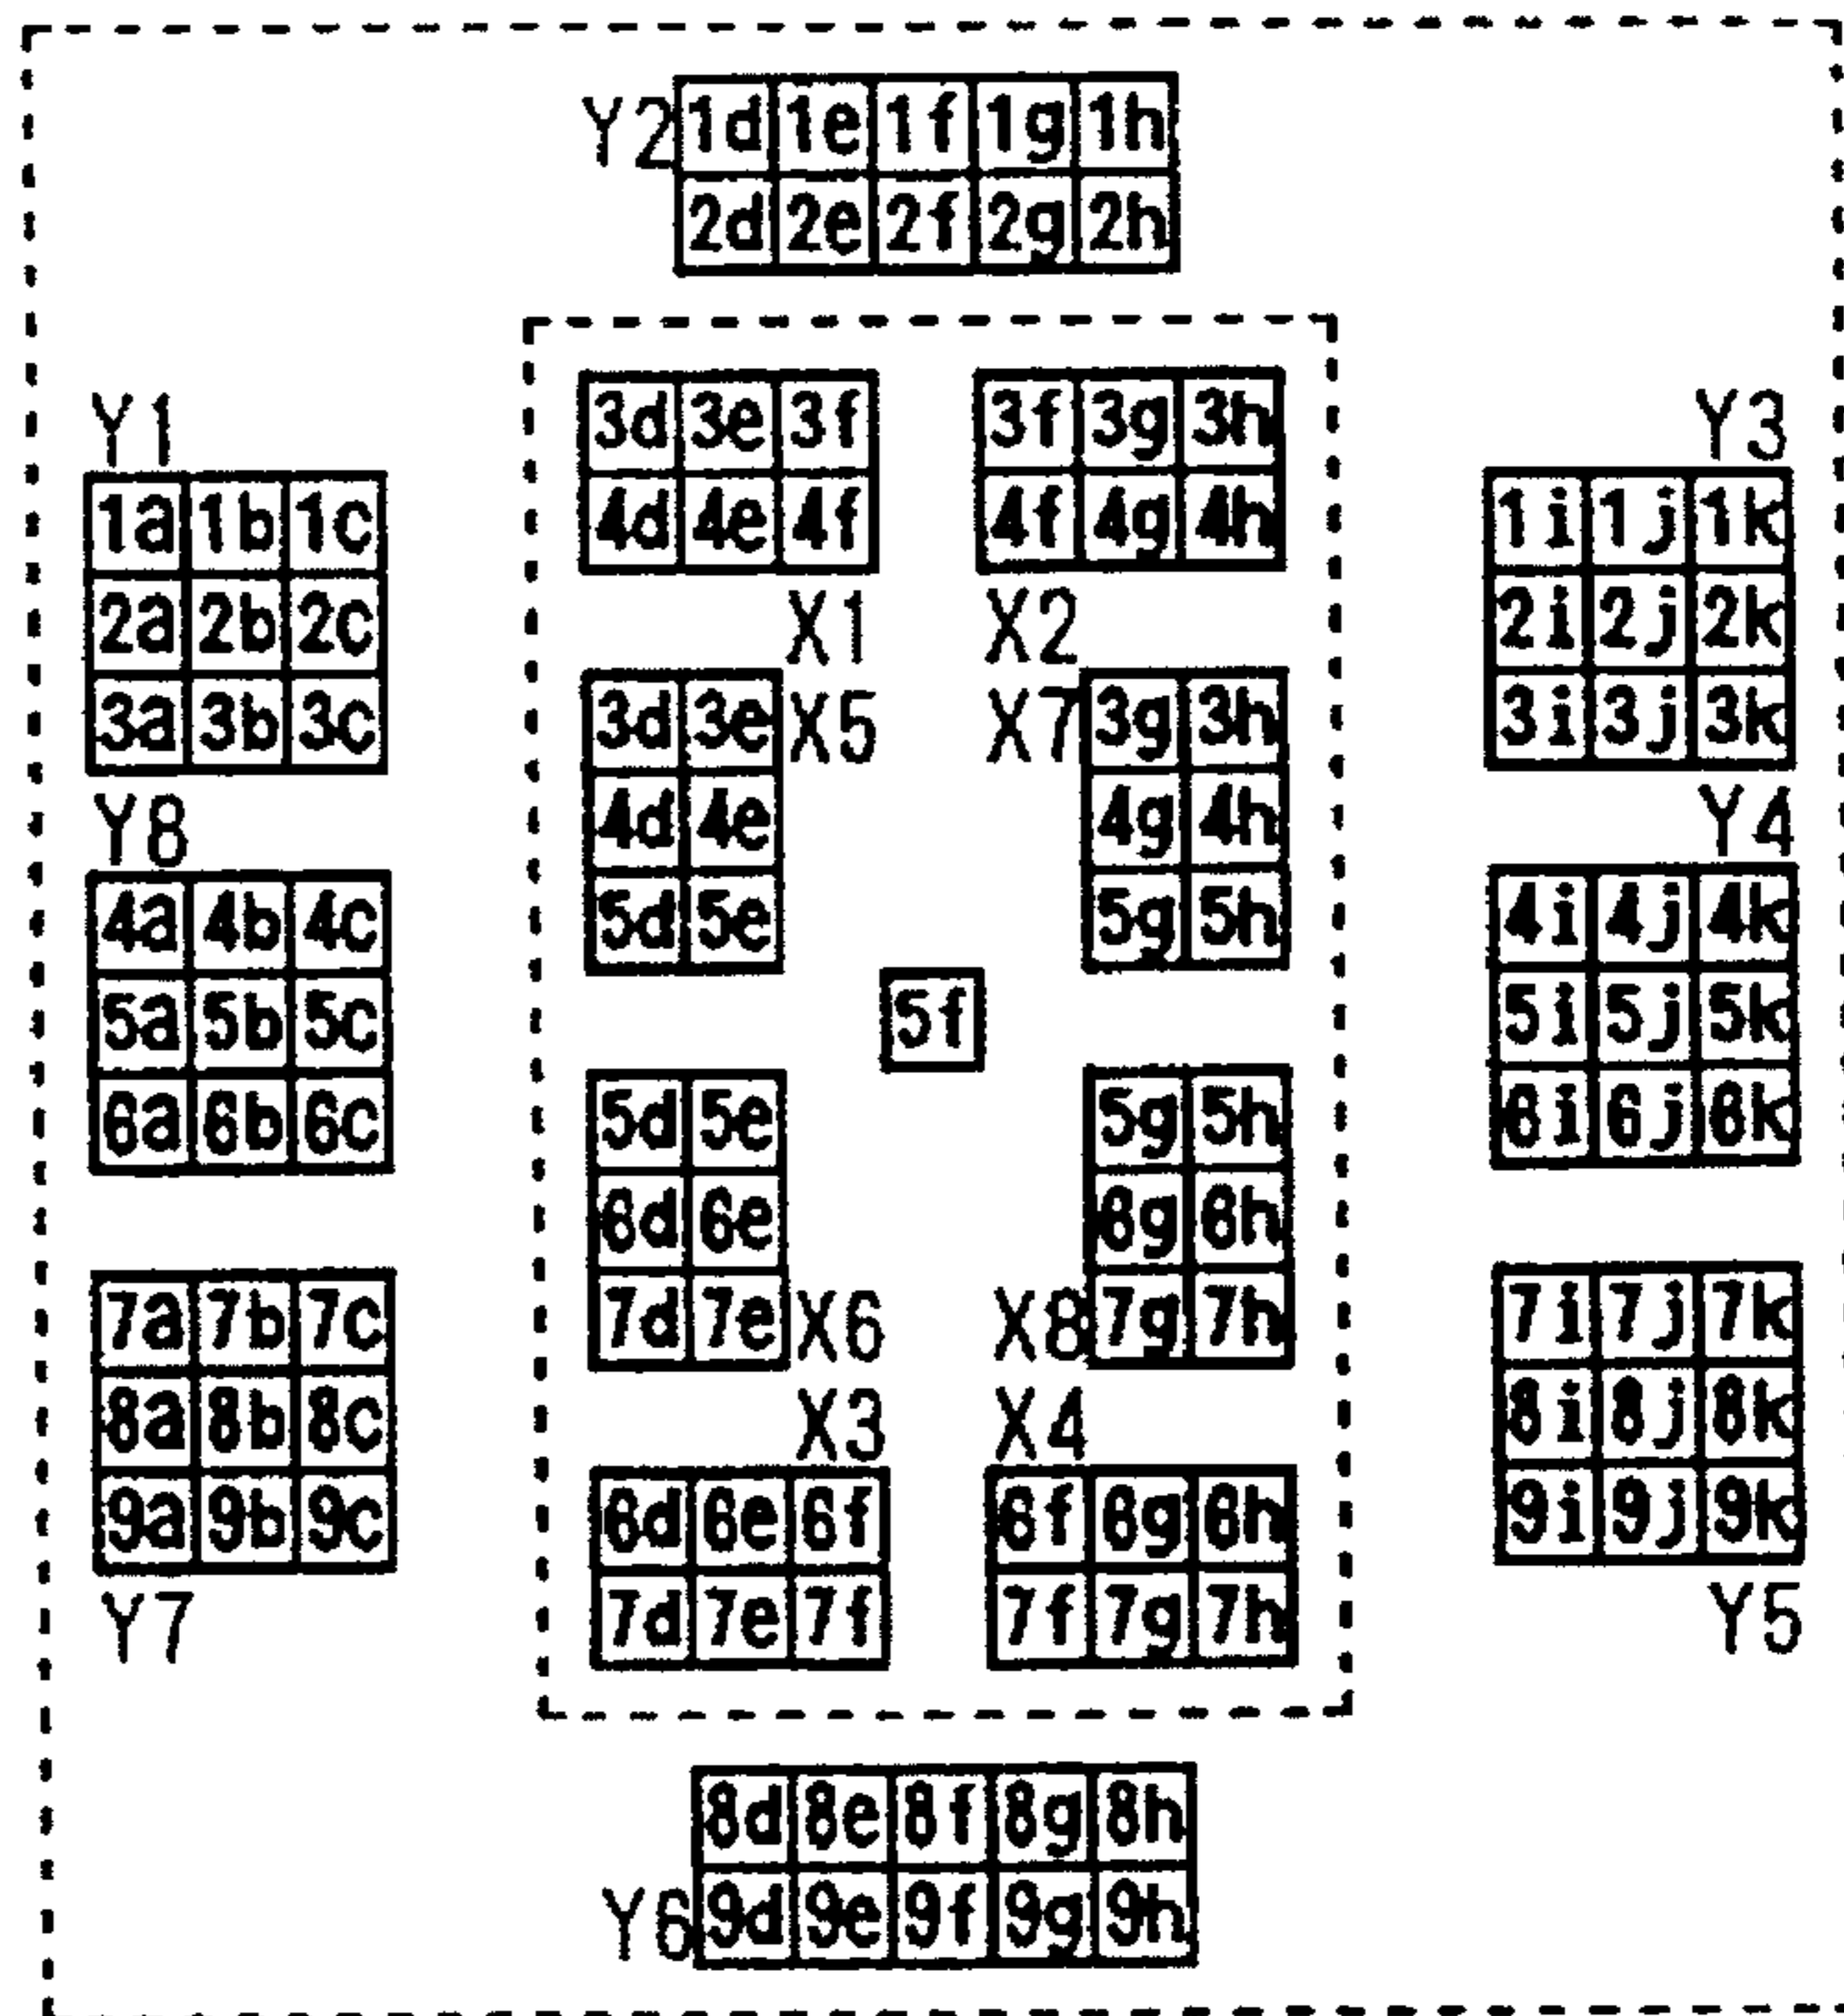 Y2 1d 1e 1f 1g 1h
2d 2e 2f 2g 2h
Y1
1a 1b 1c
2a 2b 2c
3a 3b 3c
Y8
4a 4b 4c
5a 5b 5c
6a 6b 6c
7a 7b 7c
8a 8b 8c
9a 9b 9c
Y7
3d 3e 3f
4d 4e 4f
X1
3f 3g 3h
4f 4g 4h
X2
3d 3e X5
4d 4e
5d 5e
X7 3g 3h
4g 4h
5g 5h
5f
5d 5e
6d 6e
7d 7e X6
5g 5h
6g 6h
X8 7g 7h
X3
6d 6e 6f
7d 7e 7f
X4
6f 6g 6h
7f 7g 7h
Y3
1i 1j 1k
2i 2j 2k
3i 3j 3k
Y4
4i 4j 4k
5i 5j 5k
6i 6j 6k
7i 7j 7k
8i 8j 8k
9i 9j 9k
Y5
8d 8e 8f 8g 8h
Y6 9d 9e 9f 9g 9h